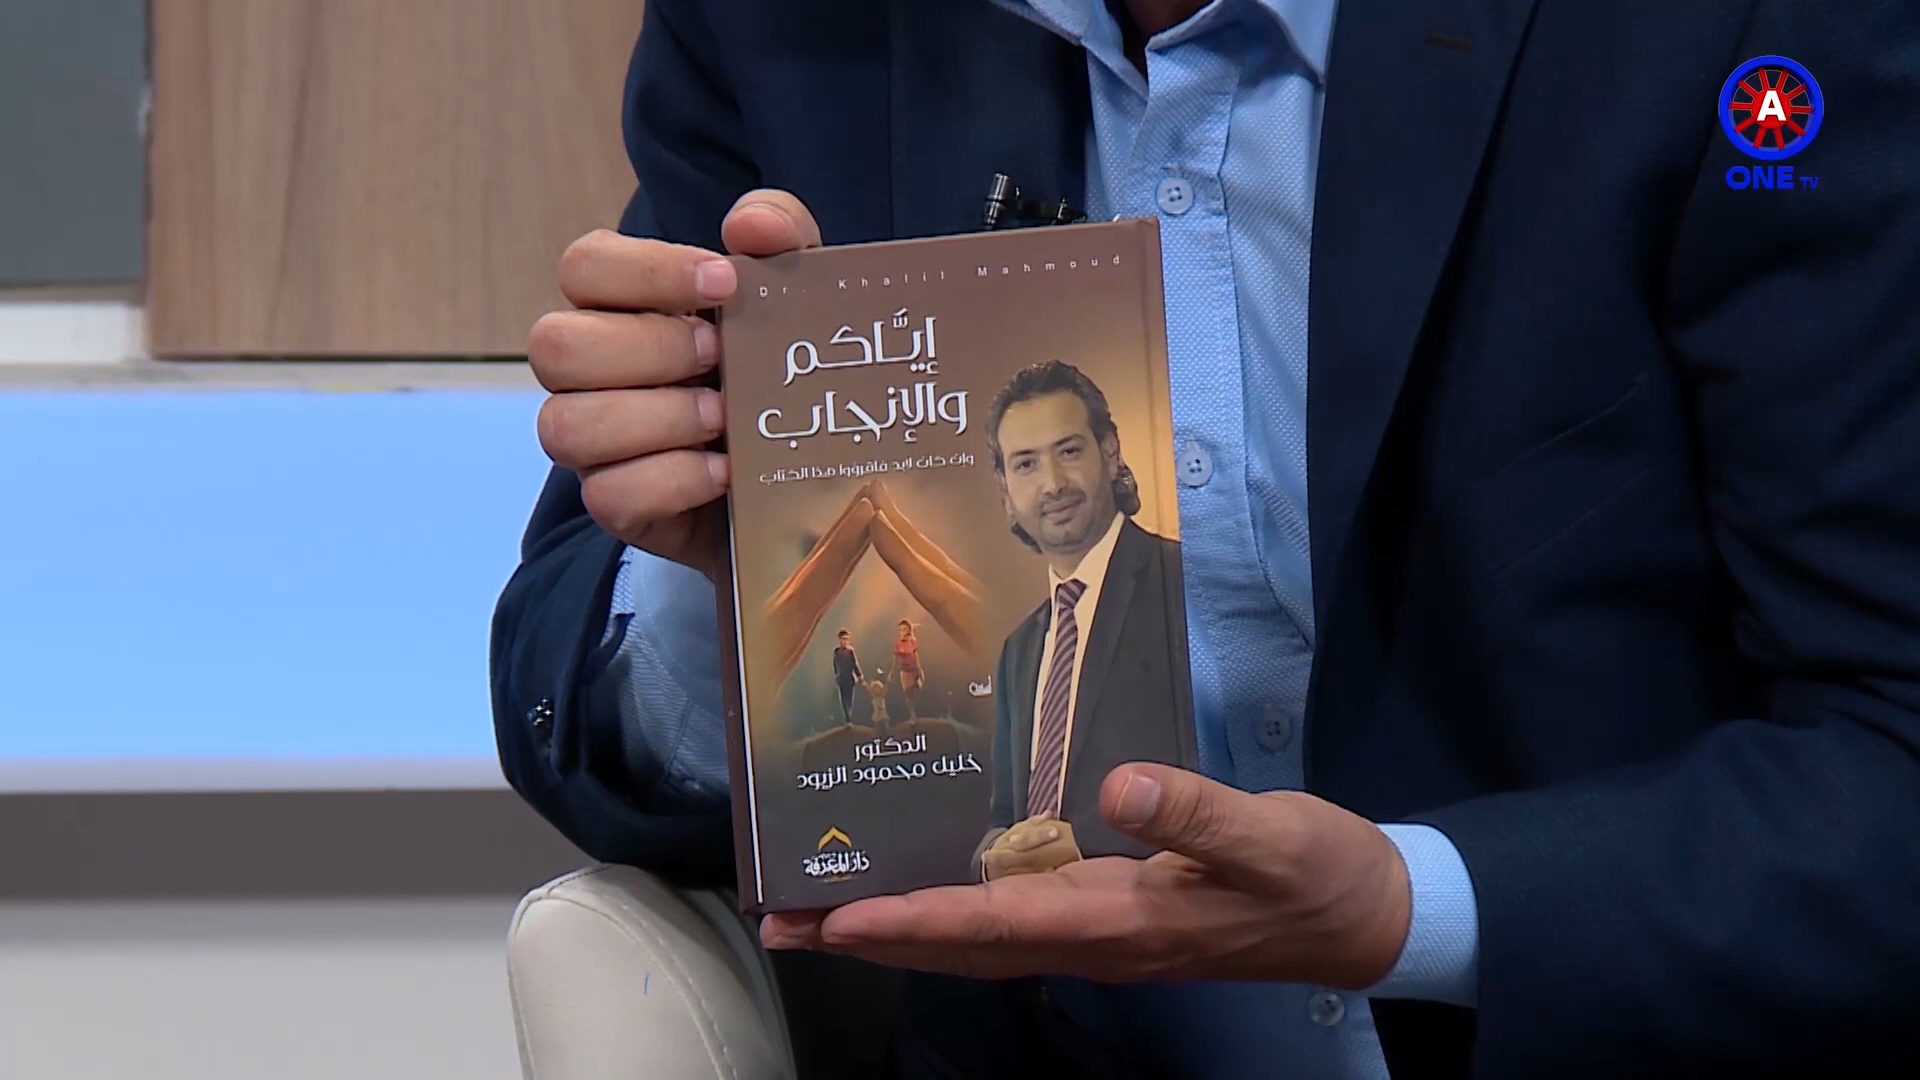 A
ONE TV
Dr. Khalil Mahmoud
إيَّاكم
والإنجاب
وإن كان لابد فاقرؤوا هذا الكتاب
الدكتور
خليل محمود الزيود
دار المعرفة